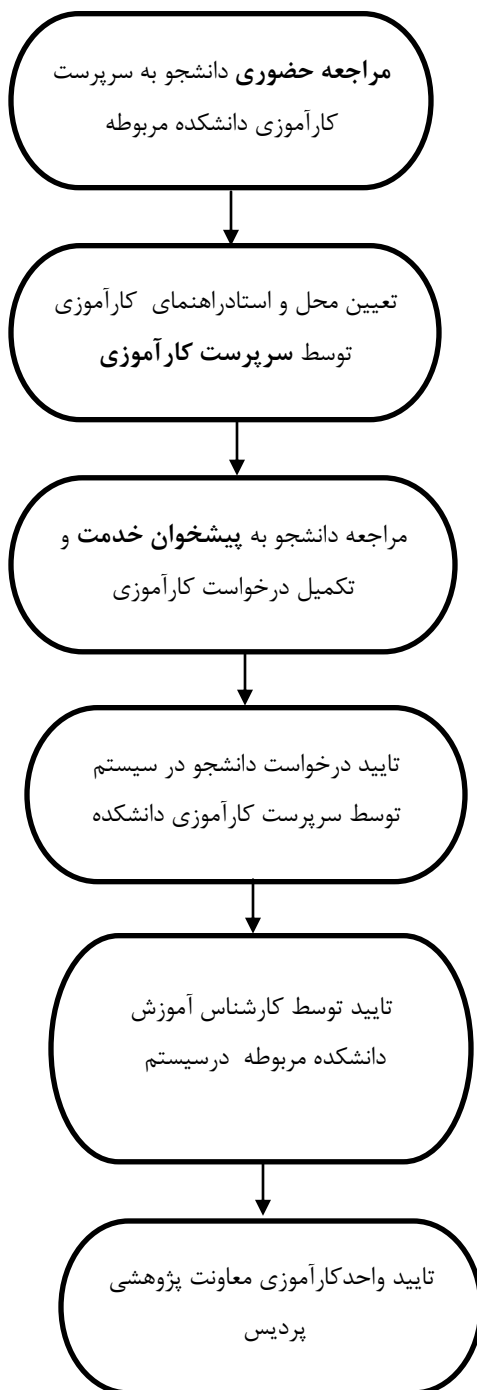 مراجعه حضوری دانشجو به سرپرست
کارآموزی دانشکده مربوطه
تعیین محل و استادراهنمای کارآموزی
توسط سرپرست کارآموزی
مراجعه دانشجو به پیشخوان خدمت و
تکمیل درخواست کارآموزی
تایید درخواست دانشجو در سیستم
توسط سرپرست کارآموزی دانشکده
تایید توسط کارشناس آموزش
دانشکده مربوطه درسیستم
تایید واحدکارآموزی معاونت پژوهشی
پردیس